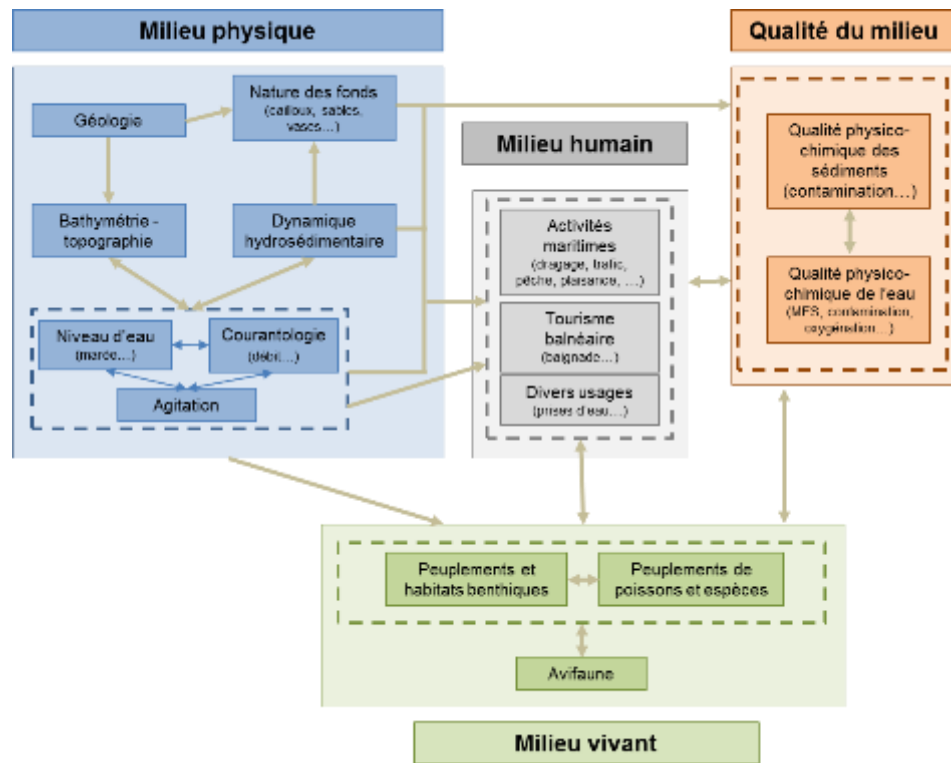 Milieu physique
Qualité du milieu
Géologie
Nature des fonds
(cailloux, sables,
vases…)
Bathymétrie -
topographie
Dynamique
hydrosédimentaire
Niveau d'eau
(marée…)
Courantologie
(débit…)
Agitation
Milieu humain
Activités
maritimes
(dragage, trafic,
pêche, plaisance, …)
Tourisme
balnéaire
(baignade…)
Divers usages
(prises d'eau…)
Qualité physico-
chimique des
sédiments
(contamination…)
Qualité physico-
chimique de l'eau
(MES, contamination,
oxygénation…)
Peuplements et
habitats benthiques
Peuplements de
poissons et espèces
Avifaune
Milieu vivant